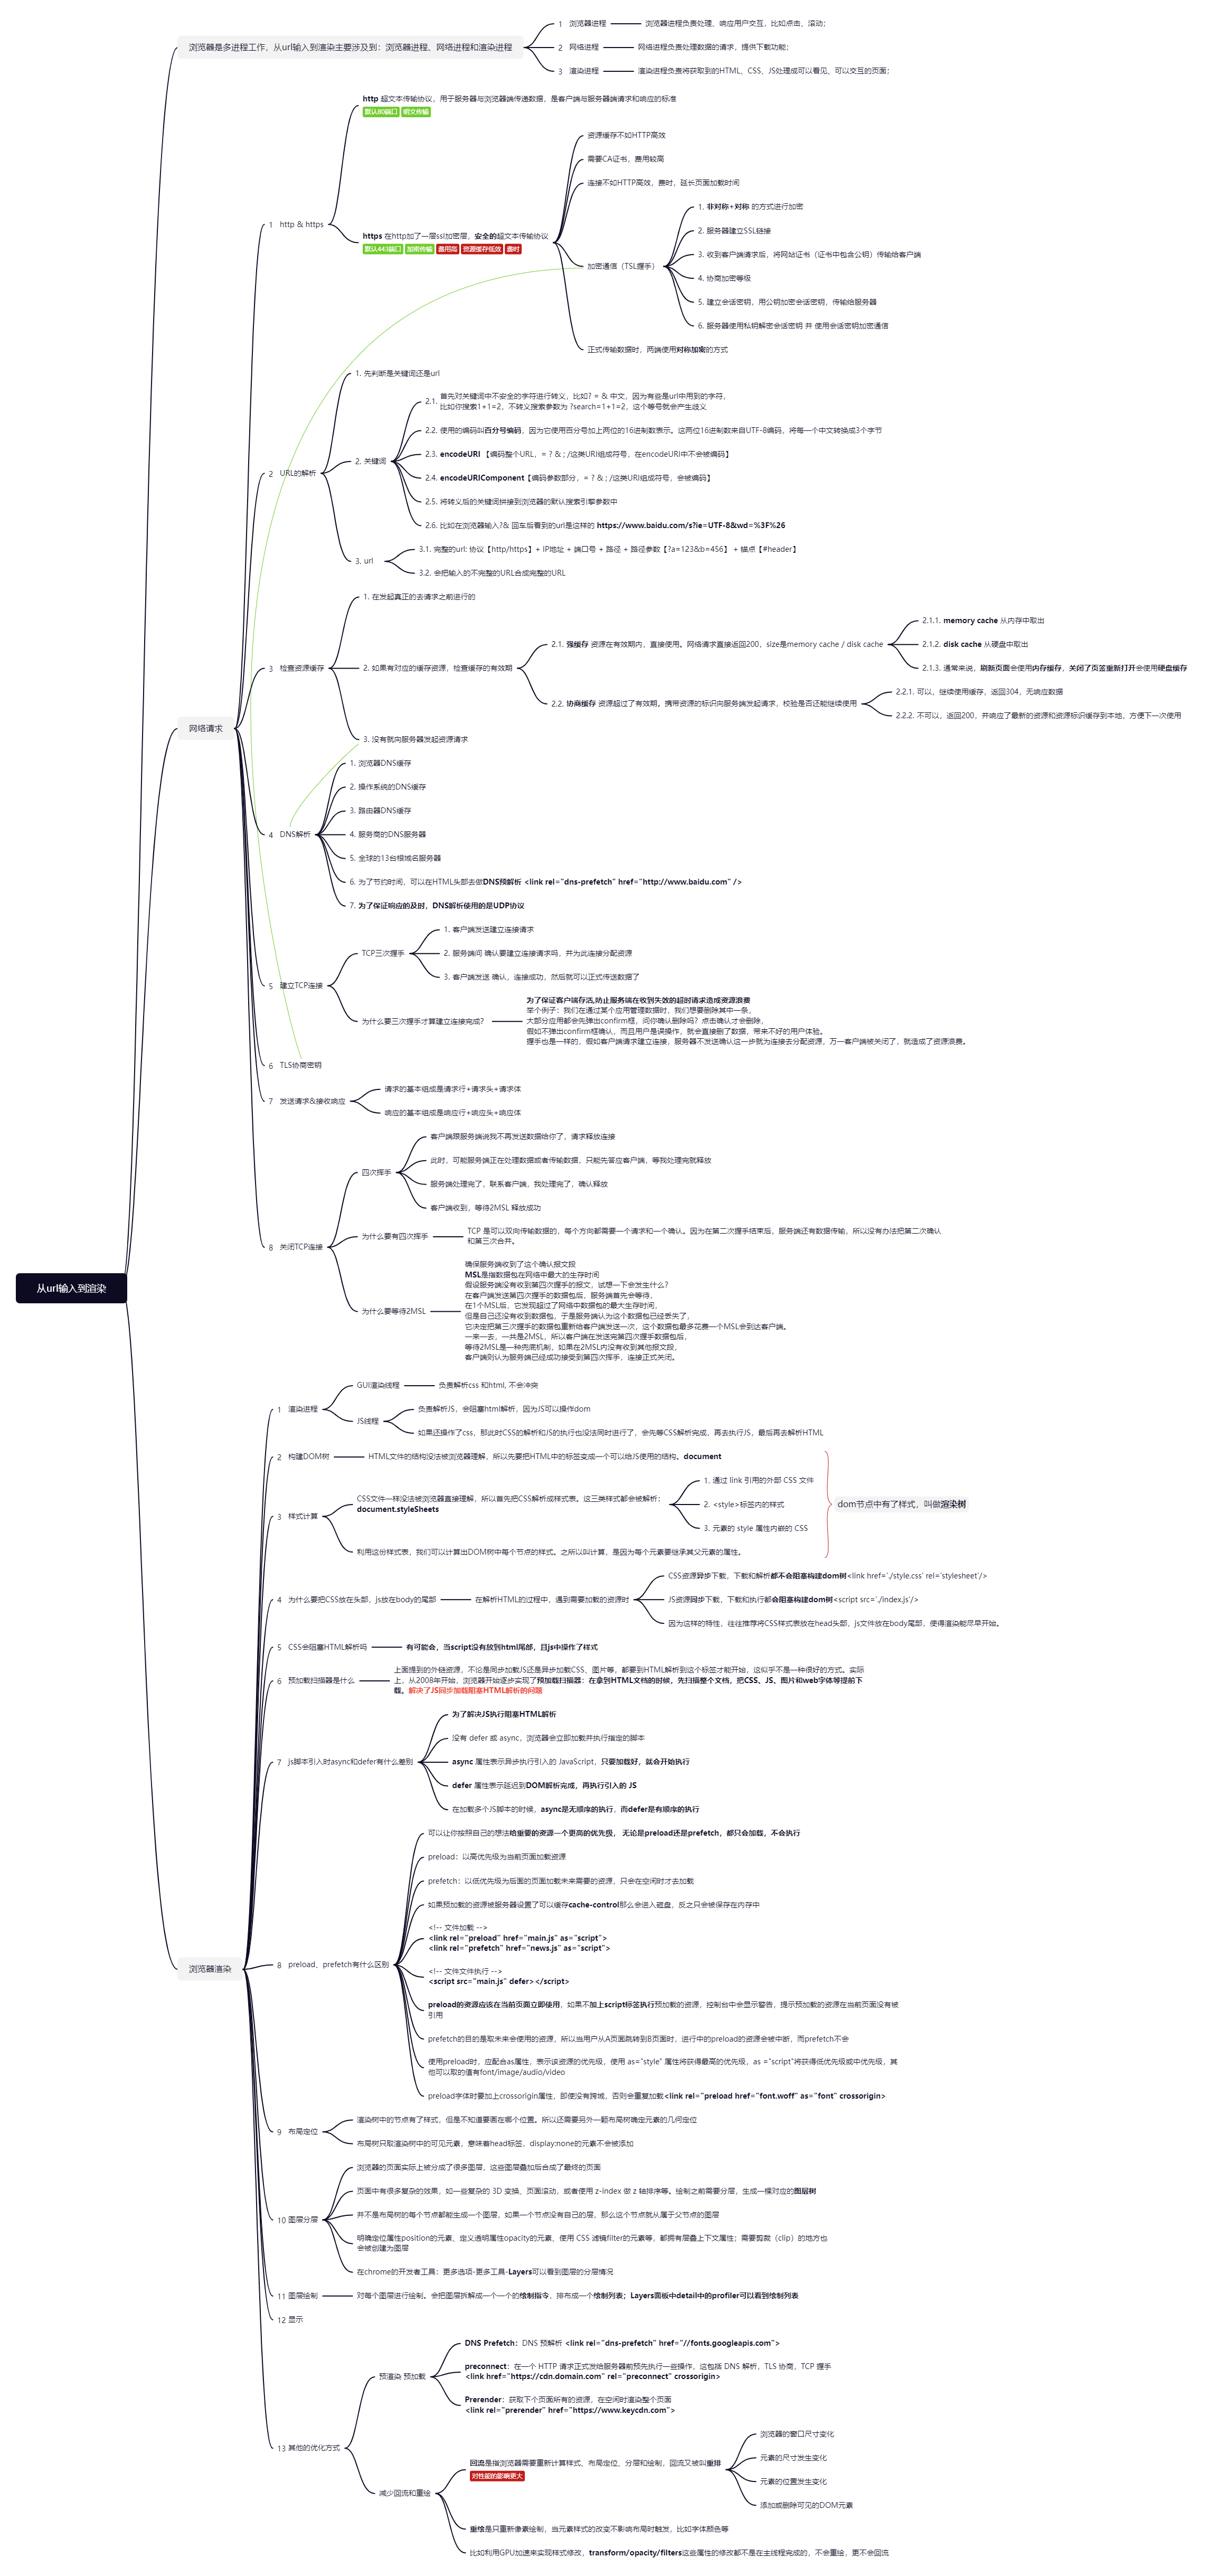 从url输入到渲染
浏览器是多进程工作，从url输入到渲染主要涉及到：浏览器进程、网络进程和渲染进程
1 浏览器进程
浏览器进程负责处理、响应用户交互，比如点击、滚动；
2 网络进程
网络进程负责处理数据的请求，提供下载功能；
3 渲染进程
渲染进程负责将获取到的HTML、CSS、JS处理成可以看见、可以交互的页面；
网络请求
1 http & https
http 超文本传输协议，用于服务器与浏览器端传递数据，是客户端与服务器端请求和响应的标准
默认80端口 明文传输
https 在http加了一层ssl加密层，安全的超文本传输协议
默认443端口 加密传输 费用高 资源缓存低效 费时
资源缓存不如HTTP高效
需要CA证书，费用较高
连接不如HTTP高效，费时，延长页面加载时间
加密通信（TSL握手）
1. 非对称+对称 的方式进行加密
2. 服务器建立SSL链接
3. 收到客户端请求后，将网站证书（证书中包含公钥）传输给客户端
4. 协商加密等级
5. 建立会话密钥，用公钥加密会话密钥，传输给服务器
6. 服务器使用私钥解密会话密钥 并 使用会话密钥加密通信
正式传输数据时，两端使用对称加密的方式
2 URL的解析
1. 先判断是关键词还是url
2. 关键词
2.1. 首先对关键词中不安全的字符进行转义，比如? = & 中文，因为有些是url中用到的字符，
比如你搜索1+1=2，不转义搜索参数为 ?search=1+1=2，这个等号就会产生歧义
2.2. 使用的编码叫百分号编码，因为它使用百分号加上两位的16进制数表示。这两位16进制数来自UTF-8编码，将每一个中文转换成3个字节
2.3. encodeURI 【编码整个URL，= ? & ; /这类URI组成符号，在encodeURI中不会被编码】
2.4. encodeURIComponent【编码参数部分，= ? & ; /这类URI组成符号，会被编码】
2.5. 将转义后的关键词拼接到浏览器的默认搜索引擎参数中
2.6. 比如在浏览器输入?& 回车后看到的url是这样的 https://www.baidu.com/s?ie=UTF-8&wd=%3F%26
3. url
3.1. 完整的url: 协议【http/https】+ IP地址 + 端口号 + 路径 + 路径参数【?a=123&b=456】 + 锚点【#header】
3.2. 会把输入的不完整的URL合成完整的URL
3 检查资源缓存
1. 在发起真正的去请求之前进行的
2. 如果有对应的缓存资源，检查缓存的有效期
2.1. 强缓存 资源在有效期内，直接使用。网络请求直接返回200，size是memory cache / disk cache
2.1.1. memory cache 从内存中取出
2.1.2. disk cache 从硬盘中取出
2.1.3. 通常来说，刷新页面会使用内存缓存，关闭了页签重新打开会使用硬盘缓存
2.2. 协商缓存 资源超过了有效期。携带资源的标识向服务端发起请求，校验是否还能继续使用
2.2.1. 可以，继续使用缓存，返回304，无响应数据
2.2.2. 不可以，返回200，并响应了最新的资源和资源标识缓存到本地，方便下一次使用
3. 没有就向服务器发起资源请求
4 DNS解析
1. 浏览器DNS缓存
2. 操作系统的DNS缓存
3. 路由器DNS缓存
4. 服务商的DNS服务器
5. 全球的13台根域名服务器
6. 为了节约时间，可以在HTML头部去做DNS预解析 <link rel="dns-prefetch" href="http://www.baidu.com" />
7. 为了保证响应的及时，DNS解析使用的是UDP协议
5 建立TCP连接
TCP三次握手
1. 客户端发送建立连接请求
2. 服务端问 确认要建立连接请求吗，并为此连接分配资源
3. 客户端发送 确认，连接成功，然后就可以正式传送数据了
为什么要三次握手才算建立连接完成?
为了保证客户端存活,防止服务端在收到失效的超时请求造成资源浪费
举个例子：我们在通过某个应用管理数据时，我们想要删除其中一条，
大部分应用都会先弹出confirm框，问你确认删除吗？点击确认才会删除，
假如不弹出confirm框确认，而且用户是误操作，就会直接删了数据，带来不好的用户体验。
握手也是一样的，假如客户端请求建立连接，服务器不发送确认这一步就为连接去分配资源，万一客户端被关闭了，就造成了资源浪费。
6 TLS协商密钥
7 发送请求&接收响应
请求的基本组成是请求行+请求头+请求体
响应的基本组成是响应行+响应头+响应体
8 关闭TCP连接
四次挥手
客户端跟服务端说我不再发送数据给你了，请求释放连接
此时，可能服务端正在处理数据或者传输数据，只能先答应客户端，等我处理完就释放
服务端处理完了，联系客户端，我处理完了，确认释放
客户端收到，等待2MSL 释放成功
为什么要有四次挥手
TCP 是可以双向传输数据的，每个方向都需要一个请求和一个确认。因为在第二次握手结束后，服务端还有数据传输，所以没有办法把第二次确认
和第三次合并。
为什么要等待2MSL
确保服务端收到了这个确认报文段
MSL是指数据包在网络中最大的生存时间
假设服务端没有收到第四次握手的报文，试想一下会发生什么？
在客户端发送第四次握手的数据包后，服务端首先会等待，
在1个MSL后，它发现超过了网络中数据包的最大生存时间，
但是自己还没有收到数据包，于是服务端认为这个数据包已经丢失了，
它决定把第三次握手的数据包重新给客户端发送一次，这个数据包最多花费一个MSL会到达客户端。
一来一去，一共是2MSL，所以客户端在发送完第四次握手数据包后，
等待2MSL是一种兜底机制，如果在2MSL内没有收到其他报文段，
客户端则认为服务端已经成功接受到第四次挥手，连接正式关闭。
浏览器渲染
1 渲染进程
GUI渲染线程
负责解析css 和html, 不会冲突
JS线程
负责解析JS，会阻塞html解析，因为JS可以操作dom
如果还操作了css，那此时CSS的解析和JS的执行也没法同时进行了，会先等CSS解析完成，再去执行JS，最后再去解析HTML
2 构建DOM树
HTML文件的结构没法被浏览器理解，所以先要把HTML中的标签变成一个可以给JS使用的结构。document
3 样式计算
CSS文件一样没法被浏览器直接理解，所以首先把CSS解析成样式表。这三类样式都会被解析：
document.styleSheets
1. 通过 link 引用的外部 CSS 文件
2. <style>标签内的样式
3. 元素的 style 属性内嵌的 CSS
利用这份样式表，我们可以计算出DOM树中每个节点的样式。之所以叫计算，是因为每个元素要继承其父元素的属性。
dom节点中有了样式，叫做渲染树
4 为什么要把CSS放在头部，js放在body的尾部
在解析HTML的过程中，遇到需要加载的资源时
CSS资源异步下载，下载和解析都不会阻塞构建dom树<link href='./style.css' rel='stylesheet'/>
JS资源同步下载，下载和执行都会阻塞构建dom树<script src='./index.js'/>
因为这样的特性，往往推荐将CSS样式表放在head头部，js文件放在body尾部，使得渲染能尽早开始。
5 CSS会阻塞HTML解析吗
有可能会，当script没有放到html尾部，且js中操作了样式
6 预加载扫描器是什么
上面提到的外链资源，不论是同步加载JS还是异步加载CSS、图片等，都要到HTML解析到这个标签才能开始，这似乎不是一种很好的方式。实际
上，从2008年开始，浏览器开始逐步实现了预加载扫描器：在拿到HTML文档的时候，先扫描整个文档，把CSS、JS、图片和web字体等提前下
载。解决了JS同步加载阻塞HTML解析的问题
7 js脚本引入时async和defer有什么差别
为了解决JS执行阻塞HTML解析
没有 defer 或 async，浏览器会立即加载并执行指定的脚本
async 属性表示异步执行引入的 JavaScript，只要加载好，就会开始执行
defer 属性表示延迟到DOM解析完成，再执行引入的 JS
在加载多个JS脚本的时候，async是无顺序的执行，而defer是有顺序的执行
8 preload、prefetch有什么区别
可以让你按照自己的想法给重要的资源一个更高的优先级， 无论是preload还是prefetch，都只会加载，不会执行
preload：以高优先级为当前页面加载资源
prefetch：以低优先级为后面的页面加载未来需要的资源，只会在空闲时才去加载
如果预加载的资源被服务器设置了可以缓存cache-control那么会进入磁盘，反之只会被保存在内存中
<!-- 文件加载 -->
<link rel="preload" href="main.js" as="script">
<link rel="prefetch" href="news.js" as="script">
<!-- 文件文件执行 -->
<script src="main.js" defer></script>
preload的资源应该在当前页面立即使用，如果不加上script标签执行预加载的资源，控制台中会显示警告，提示预加载的资源在当前页面没有被
引用
prefetch的目的是取未来会使用的资源，所以当用户从A页面跳转到B页面时，进行中的preload的资源会被中断，而prefetch不会
使用preload时，应配合as属性，表示该资源的优先级，使用 as="style" 属性将获得最高的优先级，as ="script"将获得低优先级或中优先级，其
他可以取的值有font/image/audio/video
preload字体时要加上crossorigin属性，即使没有跨域，否则会重复加载<link rel="preload href="font.woff" as="font" crossorigin>
9 布局定位
渲染树中的节点有了样式，但是不知道要画在哪个位置。所以还需要另外一颗布局树确定元素的几何定位
布局树只取渲染树中的可见元素，意味着head标签，display:none的元素不会被添加
10 图层分层
浏览器的页面实际上被分成了很多图层，这些图层叠加后合成了最终的页面
页面中有很多复杂的效果，如一些复杂的 3D 变换、页面滚动，或者使用 z-index 做 z 轴排序等。绘制之前需要分层，生成一棵对应的图层树
并不是布局树的每个节点都能生成一个图层，如果一个节点没有自己的层，那么这个节点就从属于父节点的图层
明确定位属性position的元素、定义透明属性opacity的元素、使用 CSS 滤镜filter的元素等，都拥有层叠上下文属性；需要剪裁（clip）的地方也
会被创建为图层
在chrome的开发者工具：更多选项-更多工具-Layers可以看到图层的分层情况
11 图层绘制
对每个图层进行绘制。会把图层拆解成一个一个的绘制指令，排布成一个绘制列表；Layers面板中detail中的profiler可以看到绘制列表
12 显示
13 其他的优化方式
预渲染 预加载
DNS Prefetch：DNS 预解析 <link rel="dns-prefetch" href="//fonts.googleapis.com">
preconnect：在一个 HTTP 请求正式发给服务器前预先执行一些操作，这包括 DNS 解析，TLS 协商，TCP 握手
<link href="https://cdn.domain.com" rel="preconnect" crossorigin>
Prerender：获取下个页面所有的资源，在空闲时渲染整个页面
<link rel="prerender" href="https://www.keycdn.com">
减少回流和重绘
回流是指浏览器需要重新计算样式、布局定位、分层和绘制，回流又被叫重排
对性能的影响更大
浏览器的窗口尺寸变化
元素的尺寸发生变化
元素的位置发生变化
添加或删除可见的DOM元素
重绘是只重新像素绘制，当元素样式的改变不影响布局时触发，比如字体颜色等
比如利用GPU加速来实现样式修改，transform/opacity/filters这些属性的修改都不是在主线程完成的，不会重绘，更不会回流